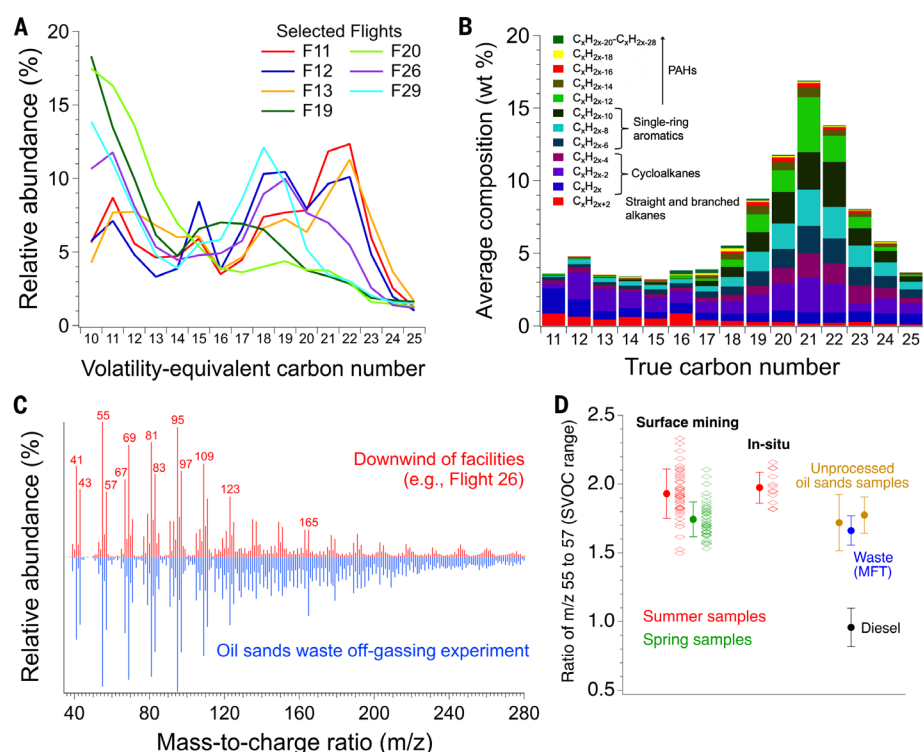 A
Selected Flights
F11
F20
F12
F26
F13
F29
F19
Relative abundance (%)
20
15
10
5
0
10 11 12 13 14 15 16 17 18 19 20 21 22 23 24 25
Volatility-equivalent carbon number
B
Average composition (wt %)
20
15
10
5
0
CxH2x-20-CxH2x-28
CxH2x-18
CxH2x-16
CxH2x-14
CxH2x-12
CxH2x-10
CxH2x-8
CxH2x-6
CxH2x-4
CxH2x-2
CxH2x
CxH2x+2
PAHs
Single-ring
aromatics
Cycloalkanes
Straight and branched
alkanes
11 12 13 14 15 16 17 18 19 20 21 22 23 24 25
True carbon number
C
Relative abundance (%)
41
43
55
57
67
69
81
83
95
97
109
123
165
Downwind of facilities
(e.g., Flight 26)
Oil sands waste off-gassing experiment
40 80 120 160 200 240 280
Mass-to-charge ratio (m/z)
D
Ratio of m/z 55 to 57 (SVOC range)
2.5
2.0
1.5
1.0
0.5
Surface mining
In-situ
Unprocessed
oil sands samples
Waste
(MFT)
Diesel
Summer samples
Spring samples